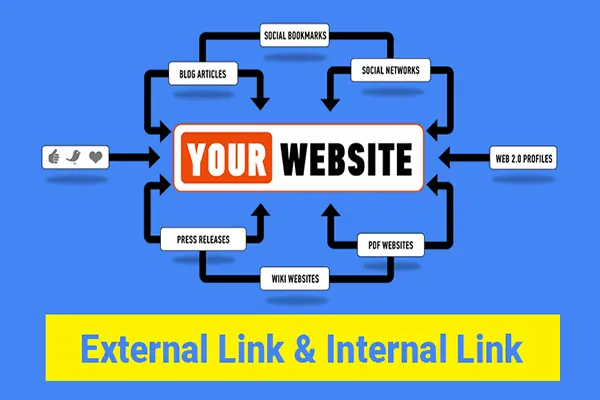 SOCIAL BOOKMARKS
BLOG ARTICLES
SOCIAL NETWORKS
YOUR WEBSITE
WEB 2.0 PROFILES
PRESS RELEASES
PDF WEBSITES
WIKI WEBSITES
External Link & Internal Link